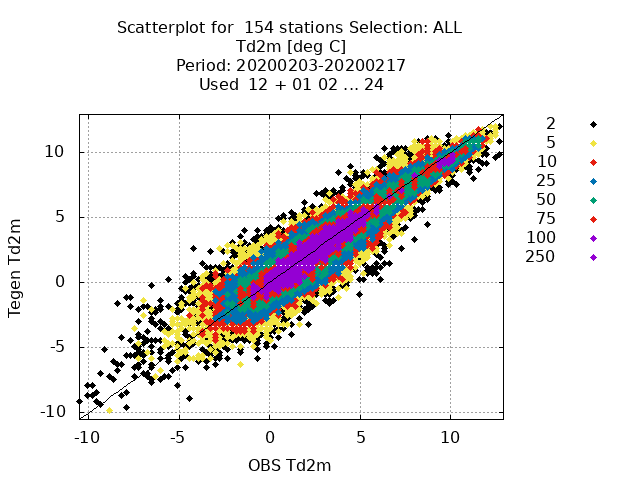 Scatterplot for  154 stations Selection: ALL
Td2m [deg C]
Period: 20200203-20200217
Used  12 + 01 02 ... 24
2
5
10
25
50
75
100
250
10
5
0
-5
-10
Tegen Td2m
-10 -5 0 5 10
OBS Td2m